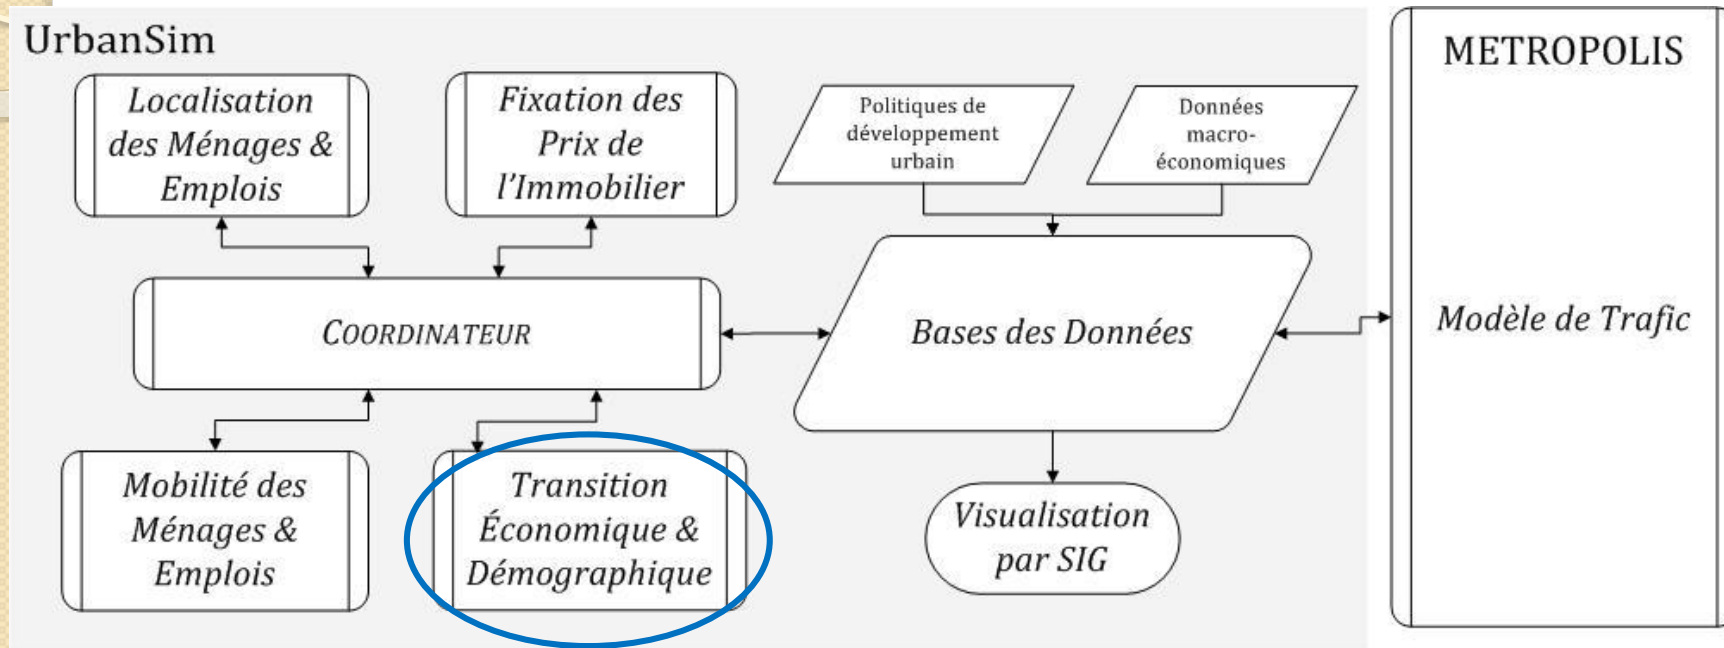 UrbanSim
Localisation
des Ménages &
Emplois
Fixation des
Prix de
l'Immobilier
Politiques de
développement
urbain
Données
macro-
économiques
METROPOLIS
COORDINATEUR
Bases des Données
Modèle de Trafic
Mobilité des
Ménages &
Emplois
Transition
Économique &
Démographique
Visualisation
par SIG